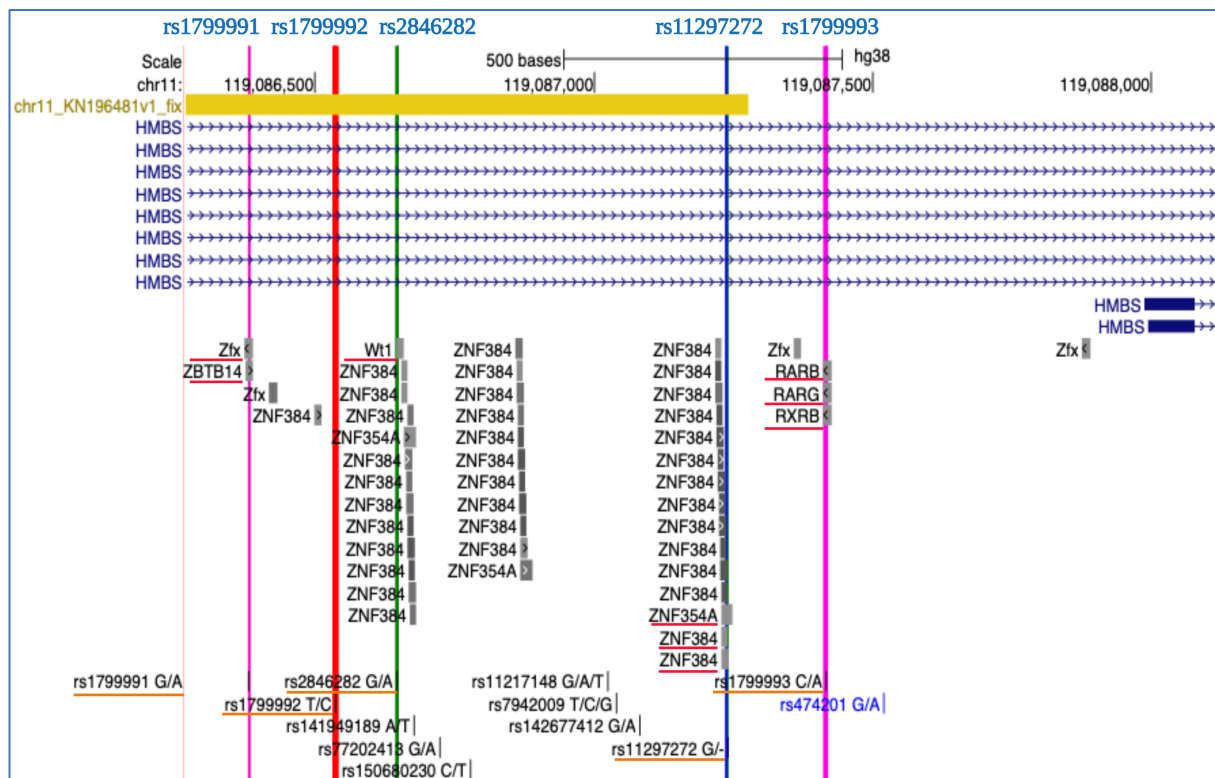 rs1799991 rs1799992 rs2846282 rs11297272 rs1799993
Scale 500 bases hg38
chr11: 119,086,500 119,087,000 119,087,500 119,088,000
chr11_KN196481v1_fix
HMBS
HMBS
HMBS
HMBS
HMBS
HMBS
HMBS
HMBS
HMBS
HMBS
Zfx Wt1 ZNF384 ZNF384 Zfx Zfx
ZBTB14 ZNF384 ZNF384 ZNF384 RARB
Zfx ZNF384 ZNF384 ZNF384 RARG
ZNF384 ZNF384 ZNF384 ZNF384 RXRB
ZNF354A ZNF384 ZNF384
ZNF384 ZNF384 ZNF384
ZNF384 ZNF384 ZNF384
ZNF384 ZNF384 ZNF384
ZNF384 ZNF384 ZNF384
ZNF384 ZNF384 ZNF384
ZNF384 ZNF354A ZNF384
ZNF384 ZNF384
ZNF384 ZNF354A
ZNF384
ZNF384
rs1799991 G/A rs2846282 G/A rs11217148 G/A/T rs1799993 C/A
rs1799992 T/C rs7942009 T/C/G rs474201 G/A
rs141949189 A/T rs142677412 G/A
rs77202413 G/A rs11297272 G/-
rs150680230 C/T